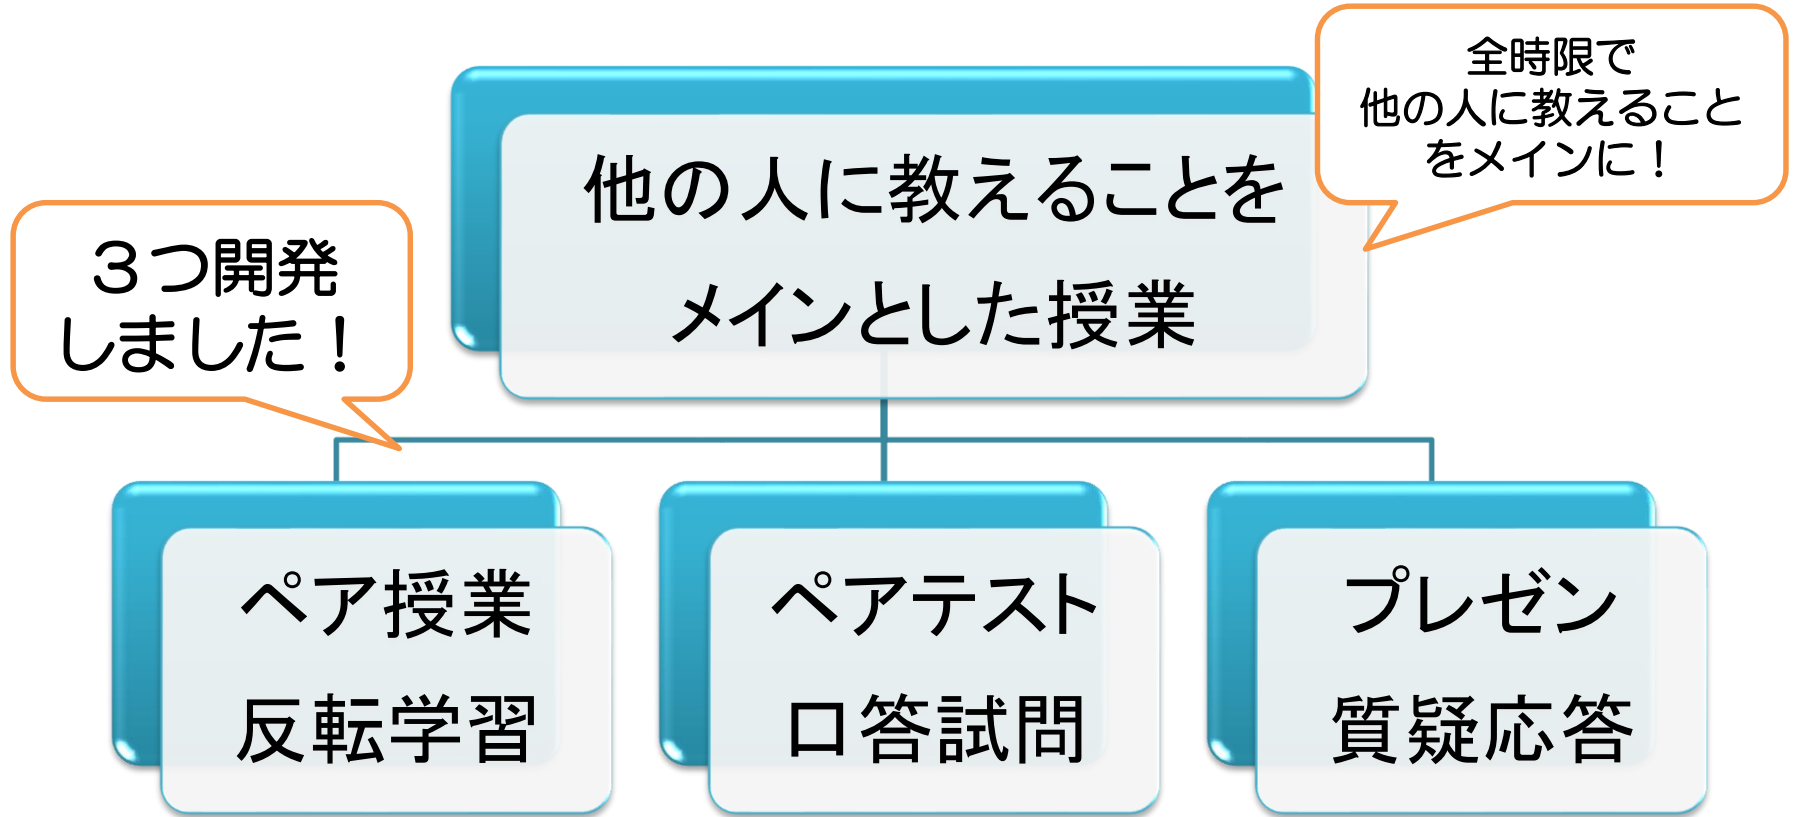 全時限で
他の人に教えること
をメインに！
他の人に教えることを
メインとした授業
３つ開発
しました！
ペア授業
反転学習
ペアテスト
口答試問
プレゼン
質疑応答